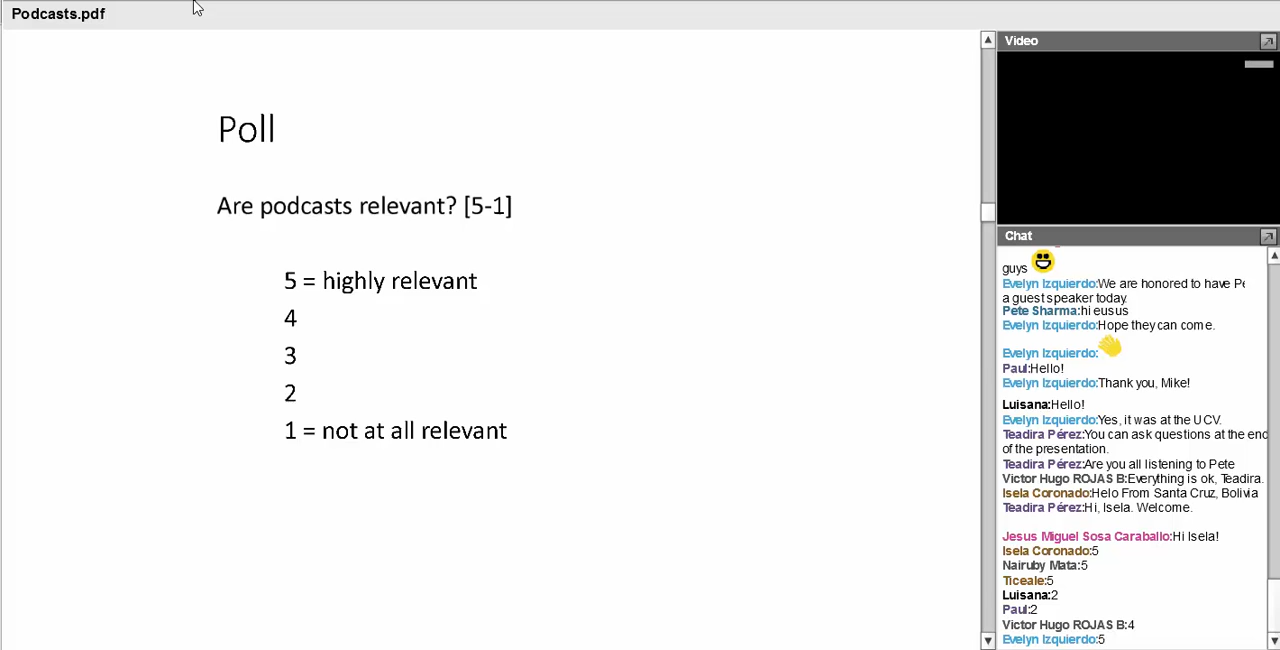 Podcasts.pdf
Poll
Are podcasts relevant? [5-1]
5 = highly relevant
4
3
2
1 = not at all relevant
Video
Chat
guys
Evelyn Izquierdo:We are honored to have
a guest speaker today.
Pete Sharma:hi eusus
Evelyn Izquierdo:Hope they can come.
Evelyn Izquierdo:
Paul:Hello!
Evelyn Izquierdo:Thank you, Mike!
Luisana:Hello!
Evelyn Izquierdo:Yes, it was at the UCV.
Teadira Pérez:You can ask questions at the end
of the presentation.
Teadira Pérez:Are you all listening to Pete
Victor Hugo ROJAS B:Everything is ok, Teadira.
Isela Coronado:Helo From Santa Cruz, Bolivia
Teadira Pérez:Hi, Isela. Welcome.
Jesus Miguel Sosa Caraballo:Hi Isela!
Isela Coronado:5
Nairuby Mata:5
Ticeale:5
Luisana:2
Paul:2
Victor Hugo ROJAS B:4
Evelyn Izquierdo:5